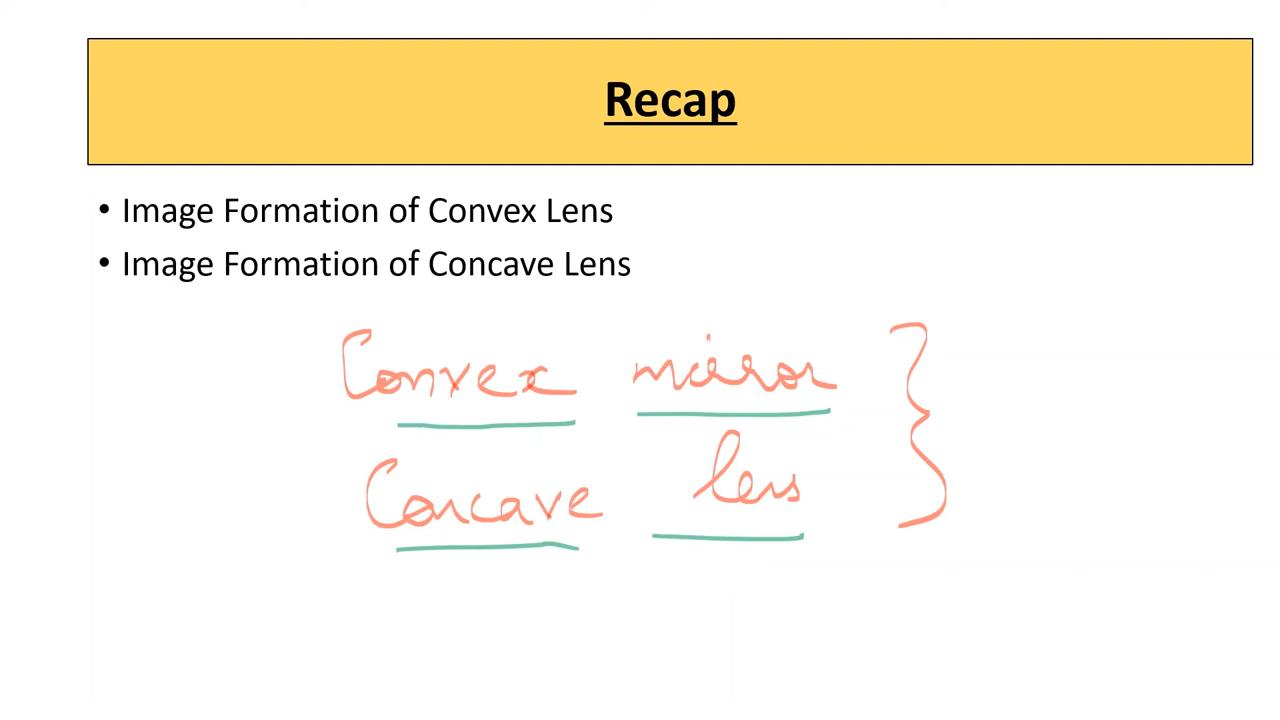 Recap
• Image Formation of Convex Lens
• Image Formation of Concave Lens
Convex mirror
Concave lens